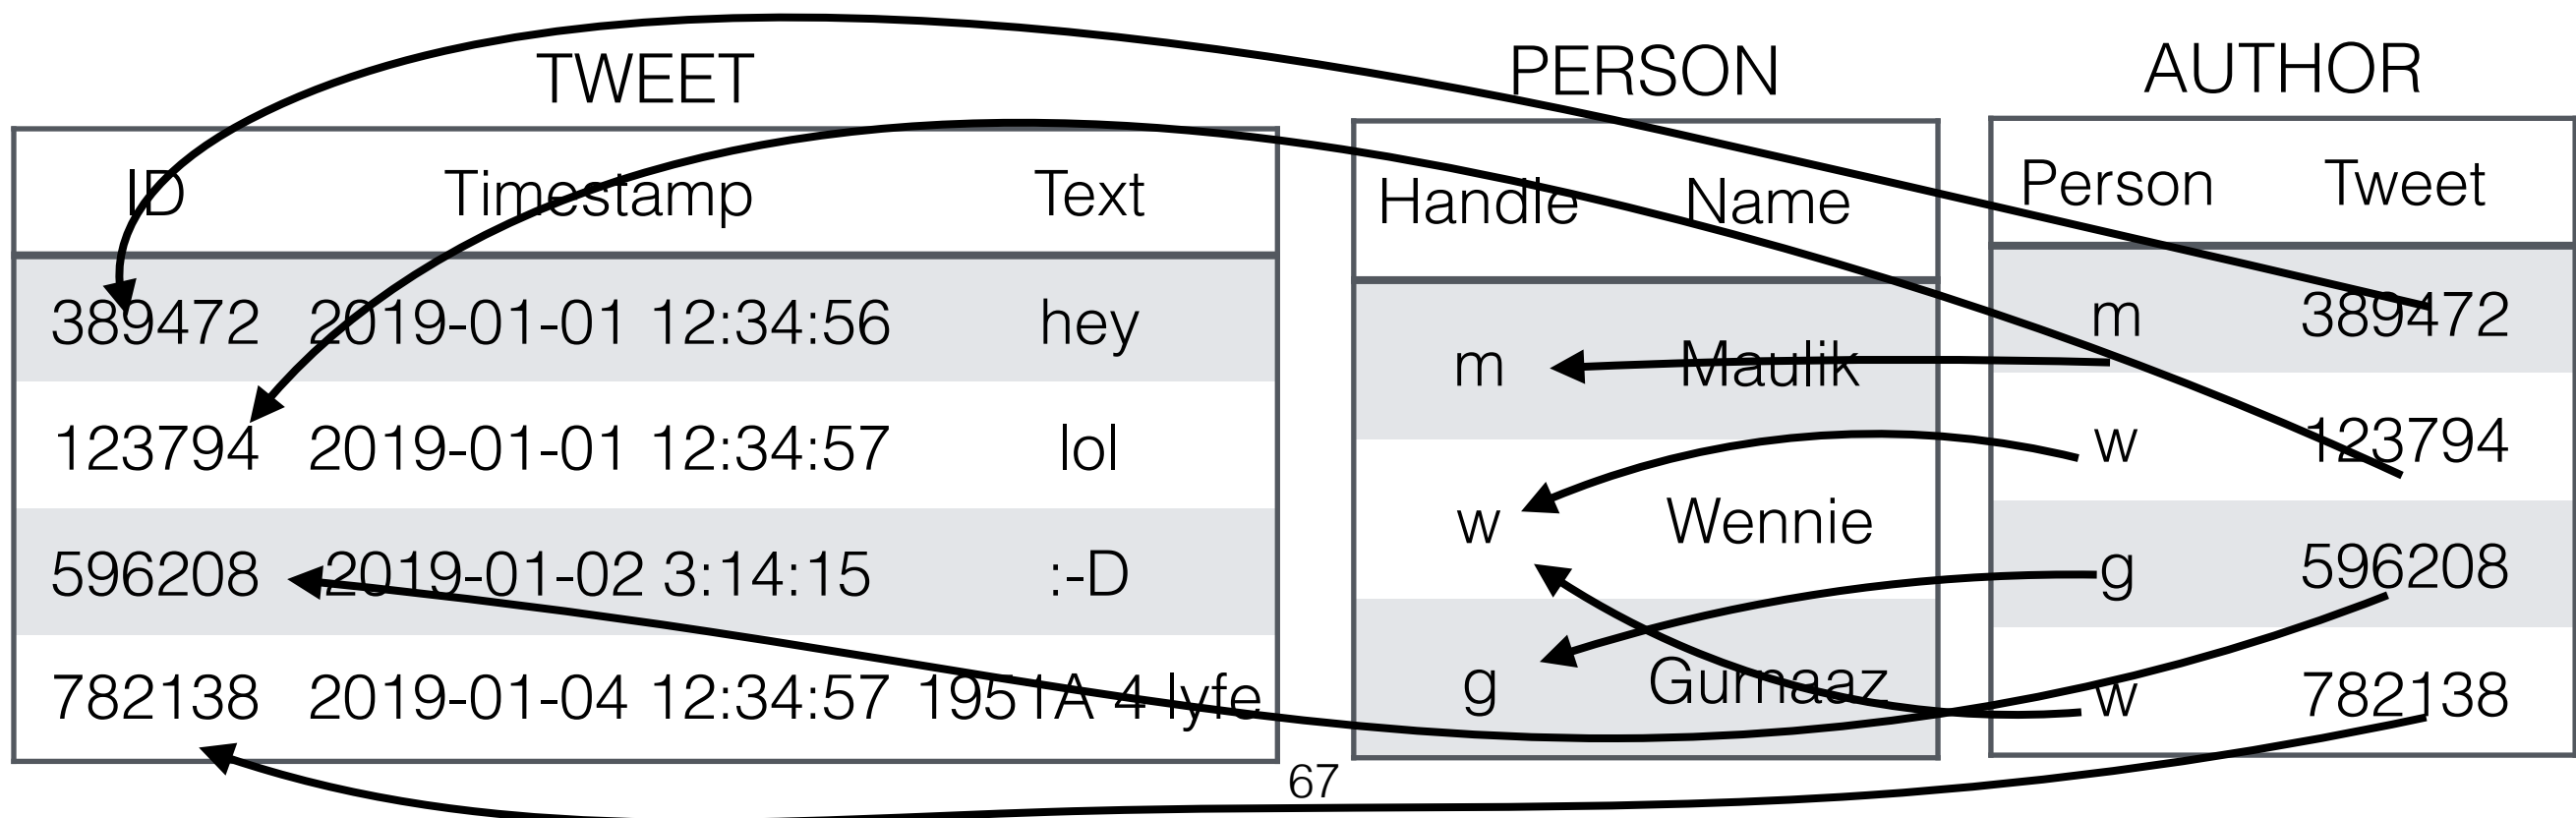 TWEET PERSON AUTHOR
ID Timestamp Text Handle Name Person Tweet
389472 2019-01-01 12:34:56 hey m Maulik m 389472
123794 2019-01-01 12:34:57 lol w Wennie w 123794
596208 2019-01-02 3:14:15 :-D g Gurnaaz g 596208
782138 2019-01-04 12:34:57 1951A 4 lyfe w 782138
67